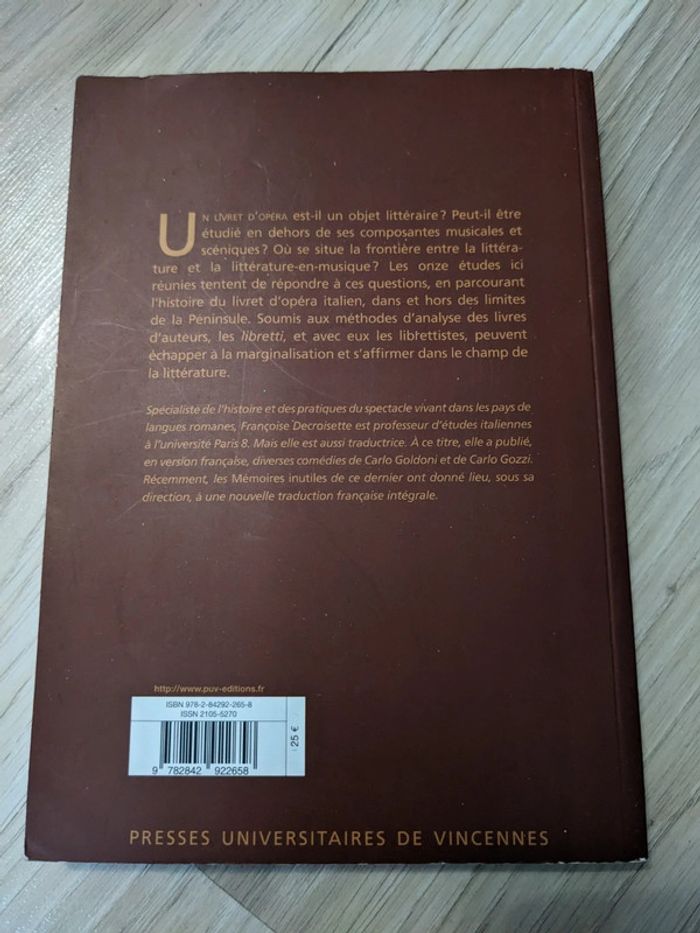 UN LIVRET D'OPÉRA est-il un objet littéraire ? Peut-il être
étudié en dehors de ses composantes musicales et
scéniques ? Où se situe la frontière entre la littéra-
ture et la littérature-en-musique ? Les onze études ici
réunies tentent de répondre à ces questions, en parcourant
l'histoire du livret d'opéra italien, dans et hors des limites
de la Péninsule. Soumis aux méthodes d'analyse des livres
d'auteurs, les libretti, et avec eux les librettistes, peuvent
échapper à la marginalisation et s'affirmer dans le champ de
la littérature.
Spécialiste de l'histoire et des pratiques du spectacle vivant dans les pays de
langues romanes, Françoise Decroisette est professeur d'études italiennes
à l'université Paris 8. Mais elle est aussi traductrice. À ce titre, elle a publié,
en version française, diverses comédies de Carlo Goldoni et de Carlo Gozzi.
Récemment, les Mémoires inutiles de ce dernier ont donné lieu, sous sa
direction, à une nouvelle traduction française intégrale.
http://www.puv-editions.fr
ISBN 978-2-84292-265-8
ISSN 2105-5270
25 €
9 782842 922658
PRESSES UNIVERSITAIRES DE VINCENNES